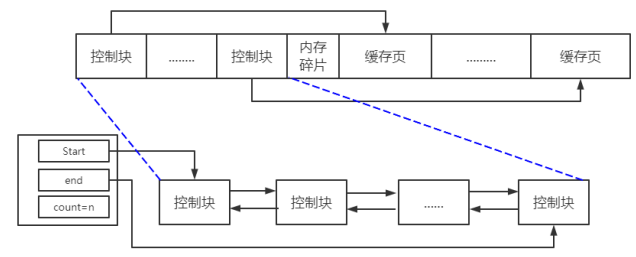 控制块
........
控制块
内存
碎片
缓存页
.........
缓存页
Start
end
count=n
控制块
控制块
......
控制块